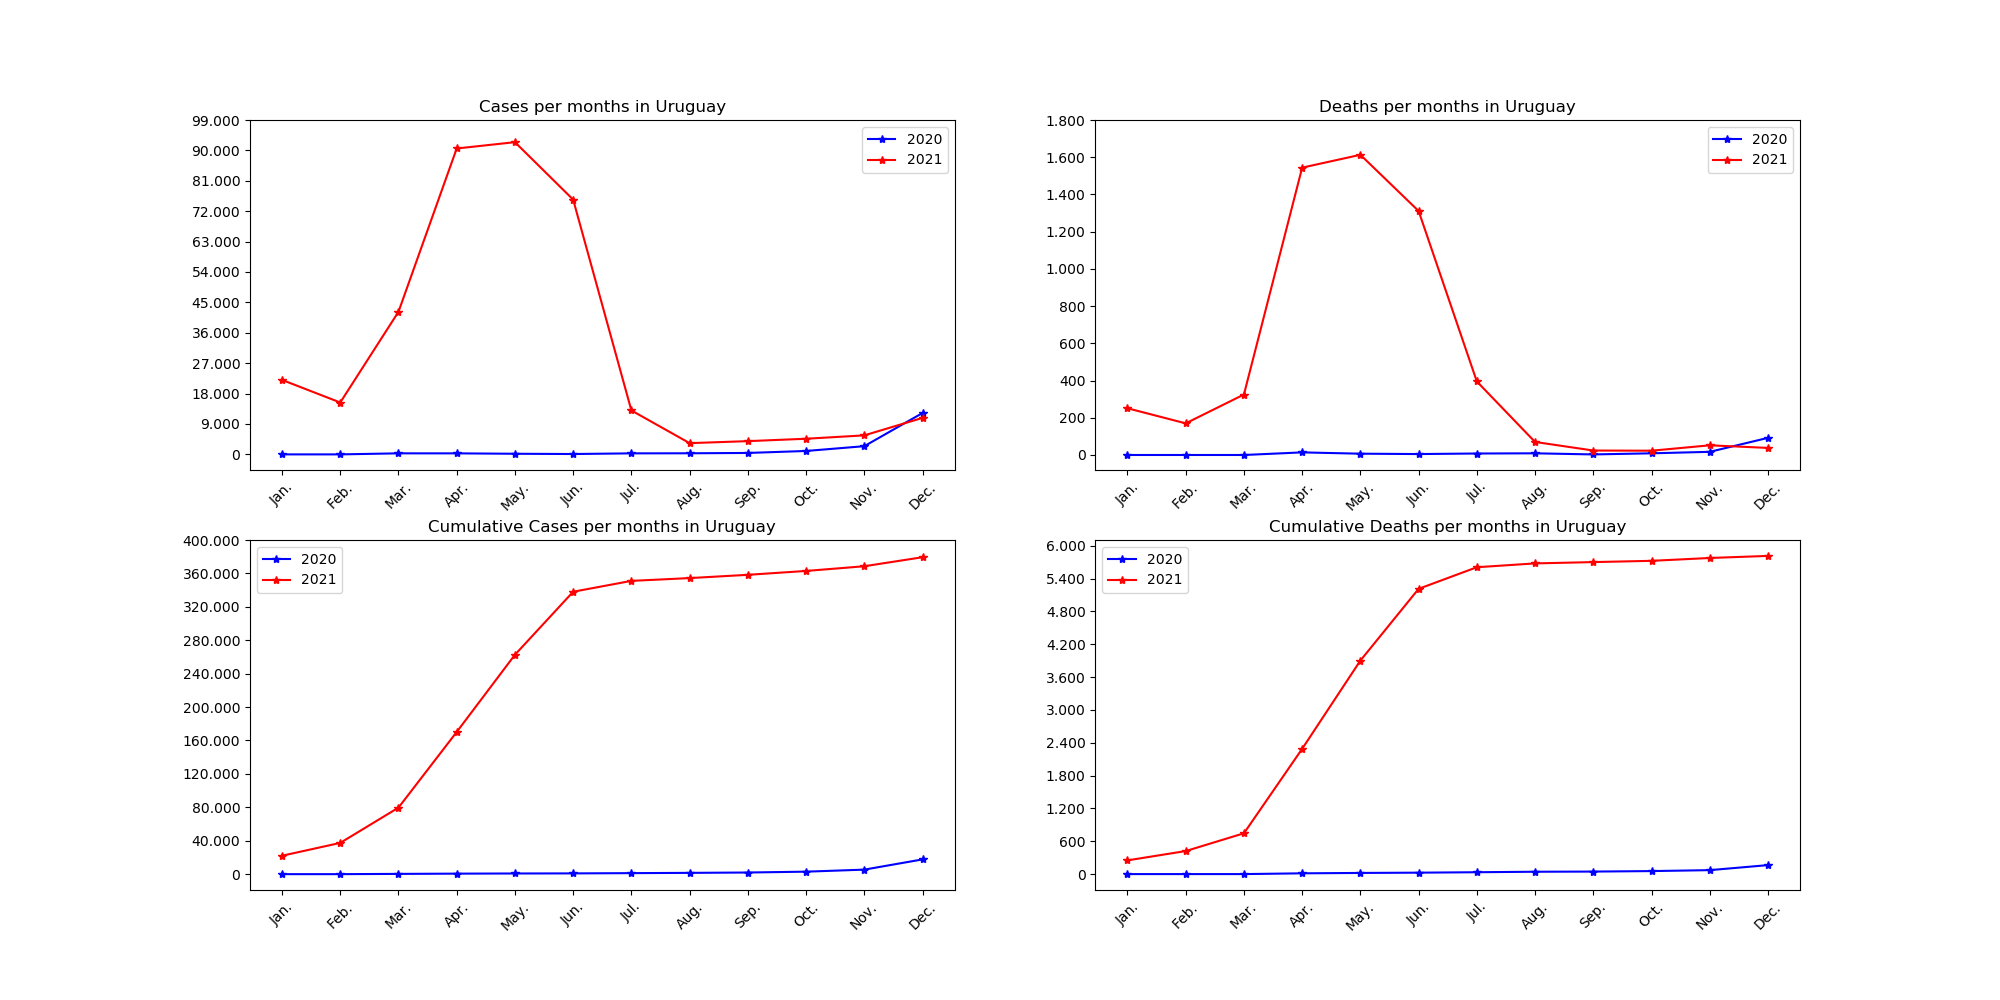 Cases per months in Uruguay
99.000
90.000
81.000
72.000
63.000
54.000
45.000
36.000
27.000
18.000
9.000
0
2020
2021
Jan.
Feb.
Mar.
Apr.
May.
Jun.
Jul.
Aug.
Sep.
Oct.
Nov.
Dec.
Deaths per months in Uruguay
1.800
1.600
1.400
1.200
1.000
800
600
400
200
0
2020
2021
Jan.
Feb.
Mar.
Apr.
May.
Jun.
Jul.
Aug.
Sep.
Oct.
Nov.
Dec.
Cumulative Cases per months in Uruguay
400.000
360.000
320.000
280.000
240.000
200.000
160.000
120.000
80.000
40.000
0
2020
2021
Jan.
Feb.
Mar.
Apr.
May.
Jun.
Jul.
Aug.
Sep.
Oct.
Nov.
Dec.
Cumulative Deaths per months in Uruguay
6.000
5.400
4.800
4.200
3.600
3.000
2.400
1.800
1.200
600
0
2020
2021
Jan.
Feb.
Mar.
Apr.
May.
Jun.
Jul.
Aug.
Sep.
Oct.
Nov.
Dec.